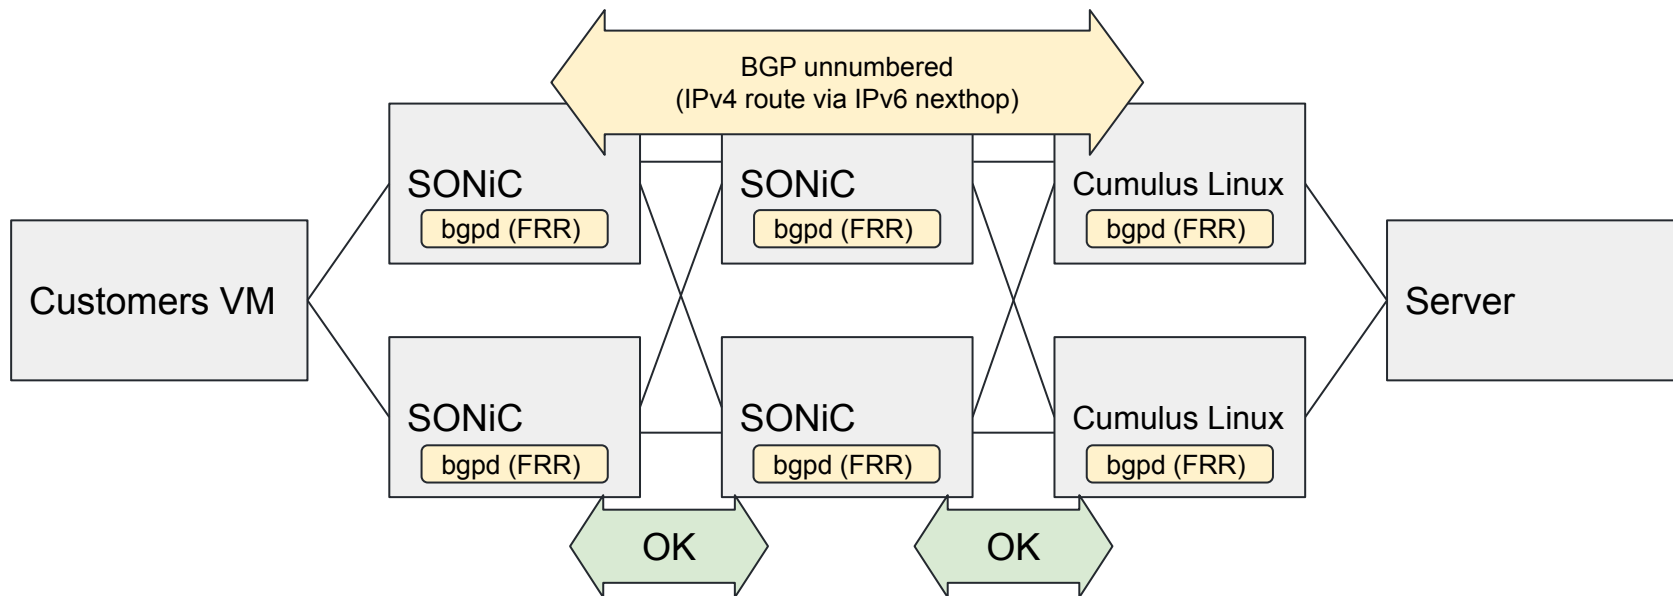 BGP unnumbered
(IPv4 route via IPv6 nexthop)
SONiC
bgpd (FRR)
SONiC
bgpd (FRR)
Cumulus Linux
bgpd (FRR)
Customers VM
Server
SONiC
bgpd (FRR)
SONiC
bgpd (FRR)
Cumulus Linux
bgpd (FRR)
OK
OK